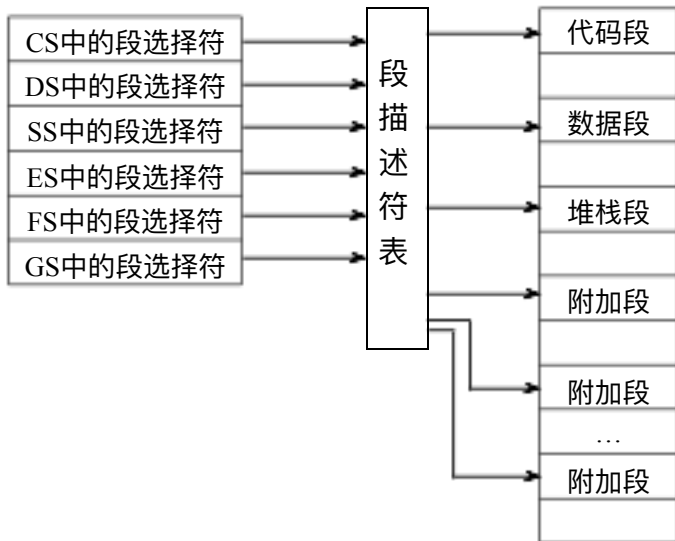 CS中的段选择符
DS中的段选择符
SS中的段选择符
ES中的段选择符
FS中的段选择符
GS中的段选择符
段描述符表
代码段
数据段
堆栈段
附加段
附加段
…
附加段